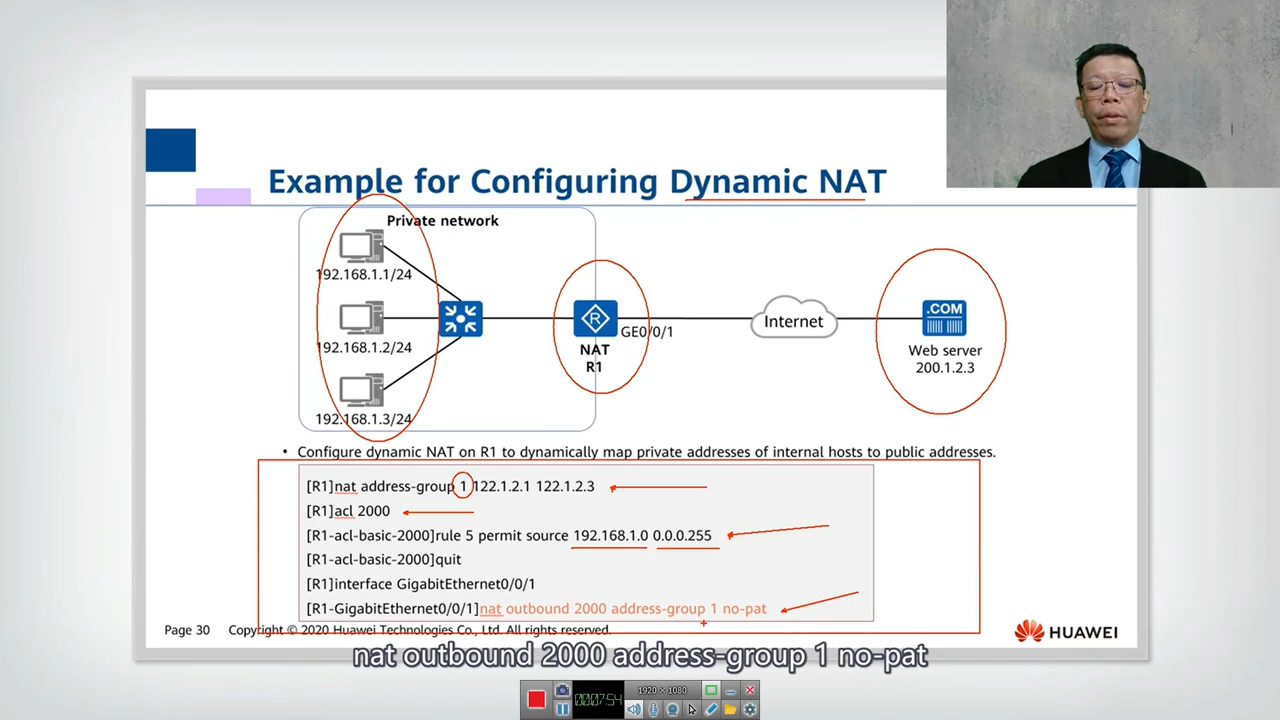 Example for Configuring Dynamic NAT
Private network
192.168.1.1/24
192.168.1.2/24
192.168.1.3/24
R
NAT
R1
GE0/0/1
Internet
.COM
Web server
200.1.2.3
• Configure dynamic NAT on R1 to dynamically map private addresses of internal hosts to public addresses.
[R1]nat address-group 1 122.1.2.1 122.1.2.3
[R1]acl 2000
[R1-acl-basic-2000]rule 5 permit source 192.168.1.0 0.0.0.255
[R1-acl-basic-2000]quit
[R1]interface GigabitEthernet0/0/1
[R1-GigabitEthernet0/0/1]nat outbound 2000 address-group 1 no-pat
Page 30 Copyright © 2020 Huawei Technologies Co., Ltd. All rights reserved.
HUAWEI
nat outbound 2000 address-group 1 no-pat
000:07:54
1920 × 1080